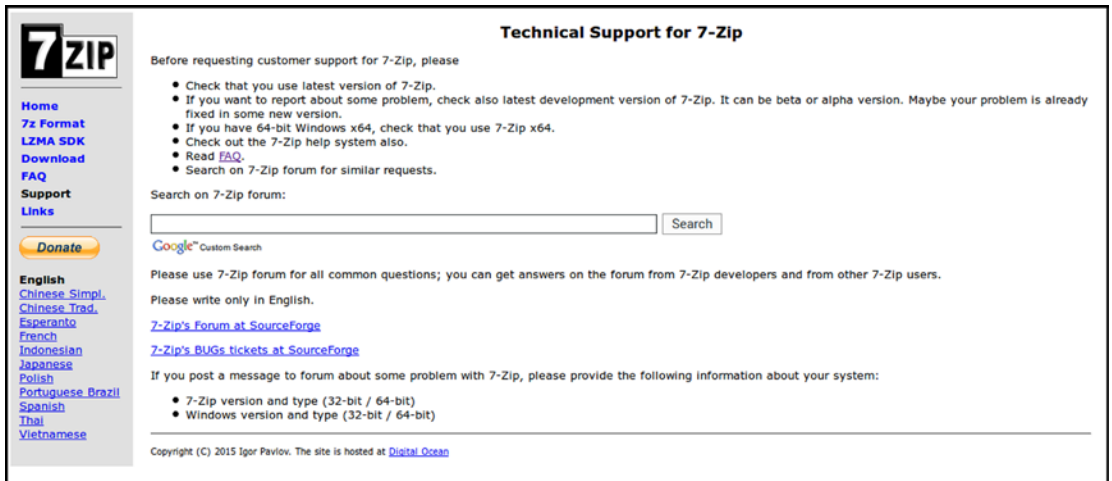 7 ZIP
Home
7z Format
LZMA SDK
Download
FAQ
Support
Links
Donate
English
Chinese Simpl.
Chinese Trad.
Esperanto
French
Indonesian
Japanese
Polish
Portuguese Brazil
Spanish
Thai
Vietnamese
Technical Support for 7-Zip
Before requesting customer support for 7-Zip, please
• Check that you use latest version of 7-Zip.
• If you want to report about some problem, check also latest development version of 7-Zip. It can be beta or alpha version. Maybe your problem is already
fixed in some new version.
• If you have 64-bit Windows x64, check that you use 7-Zip x64.
• Check out the 7-Zip help system also.
• Read FAQ.
• Search on 7-Zip forum for similar requests.
Search on 7-Zip forum:
Search
Google™ Custom Search
Please use 7-Zip forum for all common questions; you can get answers on the forum from 7-Zip developers and from other 7-Zip users.
Please write only in English.
7-Zip's Forum at SourceForge
7-Zip's BUGs tickets at SourceForge
If you post a message to forum about some problem with 7-Zip, please provide the following information about your system:
• 7-Zip version and type (32-bit / 64-bit)
• Windows version and type (32-bit / 64-bit)
Copyright (C) 2015 Igor Pavlov. The site is hosted at Digital Ocean